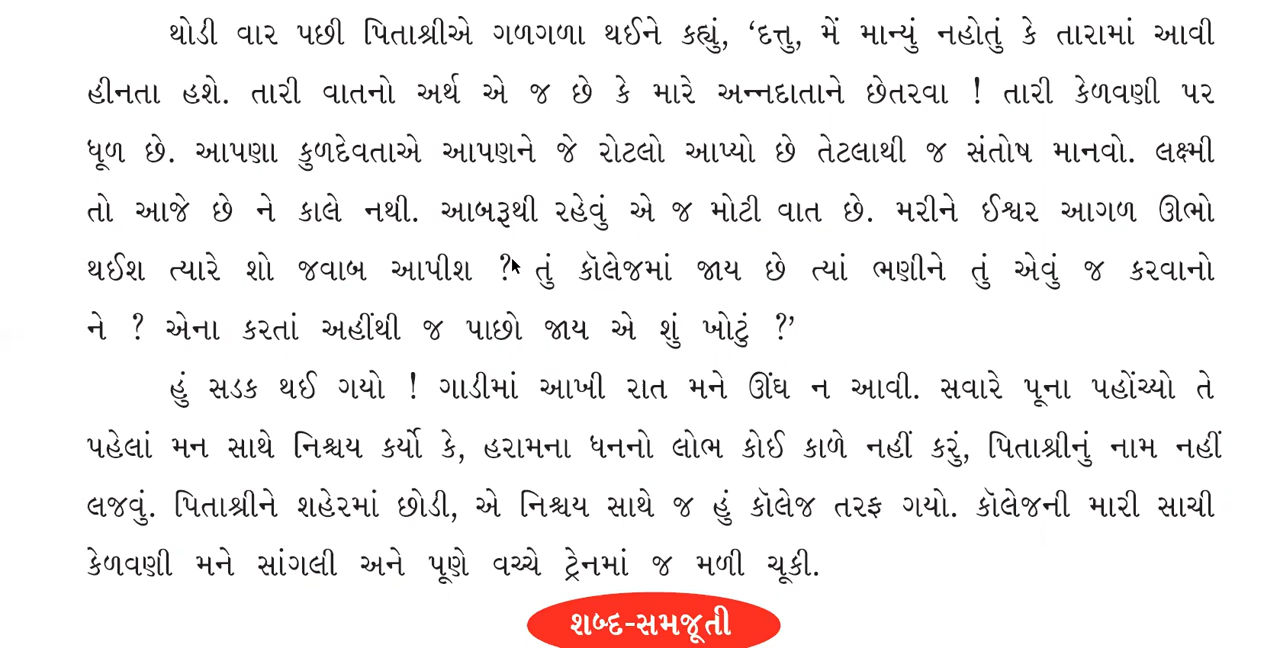 થોડી વાર પછી પિતાશ્રીએ ગળગળા થઈને કહ્યું, ‘દત્તુ, મેં માન્યું નહોતું કે તારામાં આવી
હીનતા હશે. તારી વાતનો અર્થ એ જ છે કે મારે અન્નદાતાને છેતરવા ! તારી કેળવણી પર
ધૂળ છે. આપણા કુળદેવતાએ આપણને જે રોટલો આપ્યો છે તેટલાથી જ સંતોષ માનવો. લક્ષ્મી
તો આજે છે ને કાલે નથી. આબરૂથી રહેવું એ જ મોટી વાત છે. મરીને ઈશ્વર આગળ ઊભો
થઈશ ત્યારે શો જવાબ આપીશ ? તું કૉલેજમાં જાય છે ત્યાં ભણીને તું એવું જ કરવાનો
ને ? એના કરતાં અહીંથી જ પાછો જાય એ શું ખોટું ?’
હું સડક થઈ ગયો ! ગાડીમાં આખી રાત મને ઊંઘ ન આવી. સવારે પૂના પહોંચ્યો તે
પહેલાં મન સાથે નિશ્ચય કર્યો કે, હરામના ધનનો લોભ કોઈ કાળે નહીં કરું, પિતાશ્રીનું નામ નહીં
લજવું. પિતાશ્રીને શહેરમાં છોડી, એ નિશ્ચય સાથે જ હું કૉલેજ તરફ ગયો. કૉલેજની મારી સાચી
કેળવણી મને સાંગલી અને પૂણે વચ્ચે ટ્રેનમાં જ મળી ચૂકી.
શબ્દ-સમજૂતી